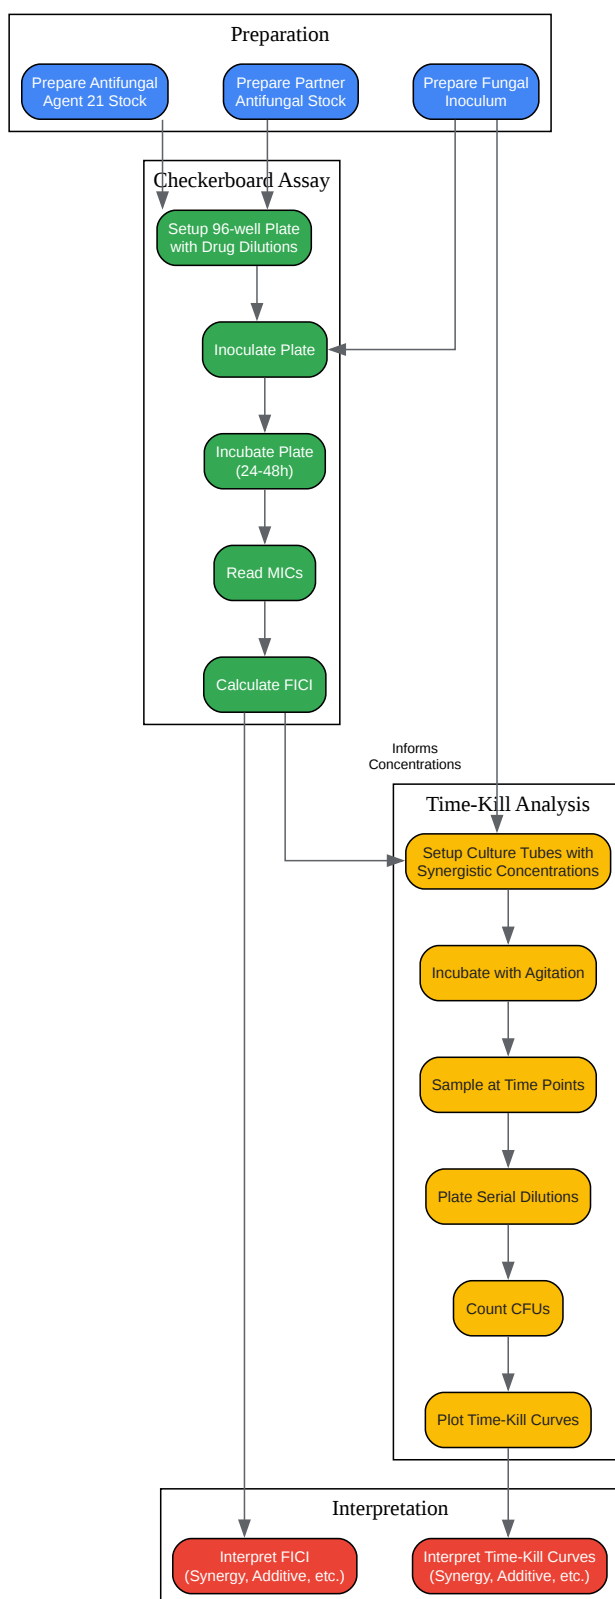 Preparation
Prepare Antifungal
Agent 21 Stock
Prepare Partner
Antifungal Stock
Prepare Fungal
Inoculum
Checkerboard Assay
Setup 96-well Plate
with Drug Dilutions
Inoculate Plate
Incubate Plate
(24-48h)
Read MICs
Calculate FICI
Informs
Concentrations
Time-Kill Analysis
Setup Culture Tubes with
Synergistic Concentrations
Incubate with Agitation
Sample at Time Points
Plate Serial Dilutions
Count CFUs
Plot Time-Kill Curves
Interpretation
Interpret FICI
(Synergy, Additive, etc.)
Interpret Time-Kill Curves
(Synergy, Additive, etc.)